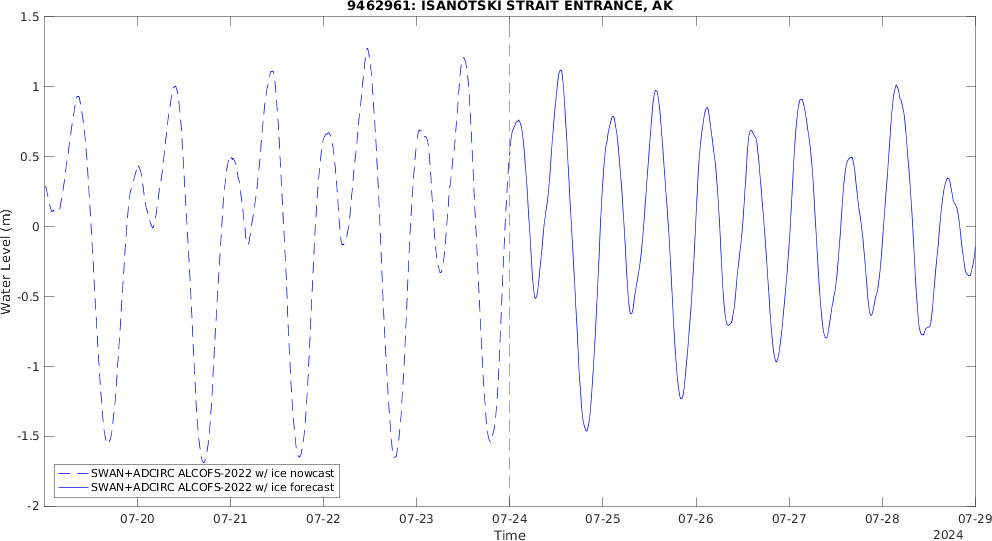 9462961: ISANOTSKI STRAIT ENTRANCE, AK
1.5
1
0.5
0
-0.5
-1
-1.5
-2
Water Level (m)
SWAN+ADCIRC ALCOFS-2022 w/ ice nowcast
SWAN+ADCIRC ALCOFS-2022 w/ ice forecast
07-20 07-21 07-22 07-23 07-24 07-25 07-26 07-27 07-28 07-29
Time
2024